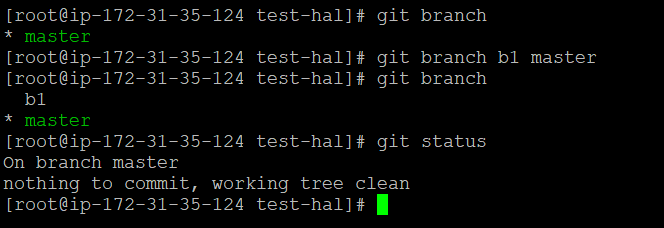 [root@ip-172-31-35-124 test-hal]# git branch
* master
[root@ip-172-31-35-124 test-hal]# git branch b1 master
[root@ip-172-31-35-124 test-hal]# git branch
  b1
* master
[root@ip-172-31-35-124 test-hal]# git status
On branch master
nothing to commit, working tree clean
[root@ip-172-31-35-124 test-hal]#